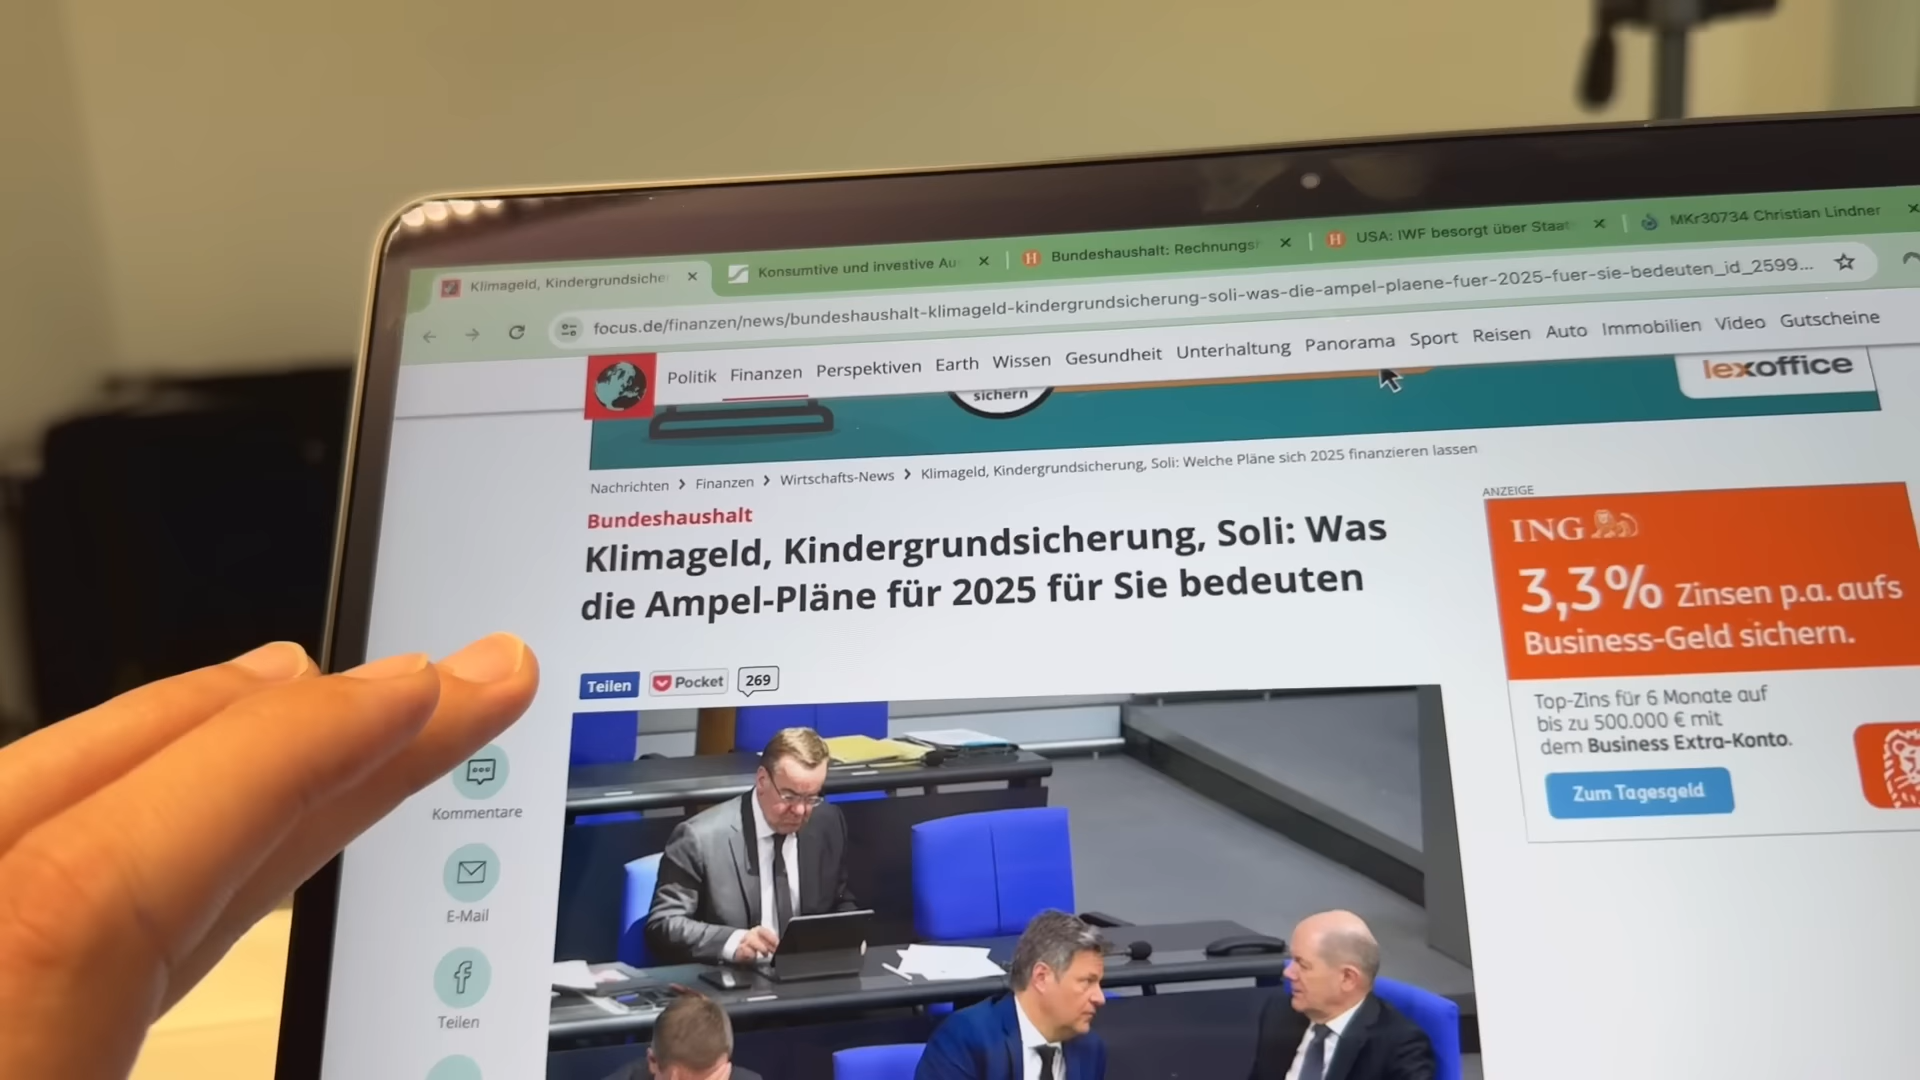 Klimageld, Kindergrundsiche
Konsumtive und investive Au
Bundeshaushalt: Rechnungs
USA: IWF besorgt über Staat
MKr30734 Christian Lindner
focus.de/finanzen/news/bundeshaushalt-klimageld-kindergrundsicherung-soli-was-die-ampel-plaene-fuer-2025-fuer-sie-bedeuten_id_2599...
Politik Finanzen Perspektiven Earth Wissen Gesundheit Unterhaltung Panorama Sport Reisen Auto Immobilien Video Gutscheine
sichern
lexoffice
Nachrichten > Finanzen > Wirtschafts-News > Klimageld, Kindergrundsicherung, Soli: Welche Pläne sich 2025 finanzieren lassen
Bundeshaushalt
Klimageld, Kindergrundsicherung, Soli: Was
die Ampel-Pläne für 2025 für Sie bedeuten
Teilen Pocket 269
Kommentare
E-Mail
Teilen
ANZEIGE
ING
3,3% Zinsen p.a. aufs
Business-Geld sichern.
Top-Zins für 6 Monate auf
bis zu 500.000 € mit
dem Business Extra-Konto.
Zum Tagesgeld